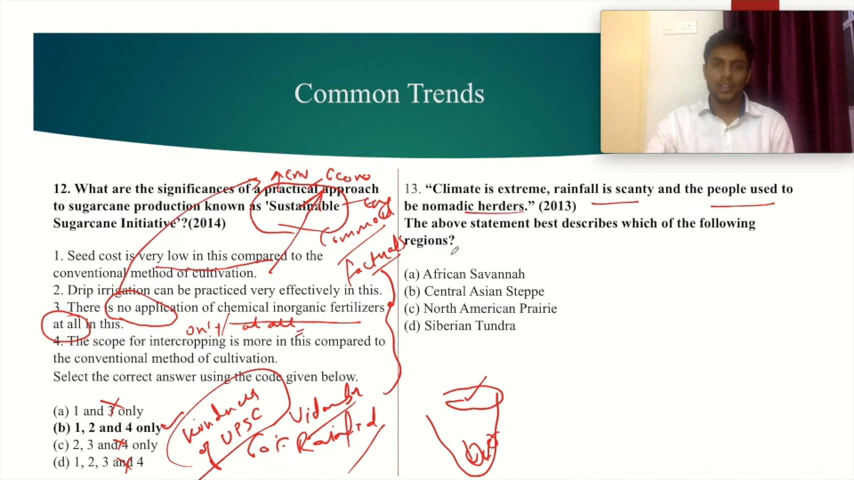 Common Trends
12. What are the significances of a practical approach
to sugarcane production known as 'Sustainable
Sugarcane Initiative'?(2014)
1. Seed cost is very low in this compared to the
conventional method of cultivation.
2. Drip irrigation can be practiced very effectively in this.
3. There is no application of chemical inorganic fertilizers
at all in this.
only at all
4. The scope for intercropping is more in this compared to
the conventional method of cultivation.
Select the correct answer using the code given below.
(a) 1 and 3 only
(b) 1, 2 and 4 only
(c) 2, 3 and 4 only
(d) 1, 2, 3 and 4
Factuals
Kindness
of UPSC
Rainfed
13. “Climate is extreme, rainfall is scanty and the people used to
be nomadic herders.” (2013)
The above statement best describes which of the following
regions?
(a) African Savannah
(b) Central Asian Steppe
(c) North American Prairie
(d) Siberian Tundra